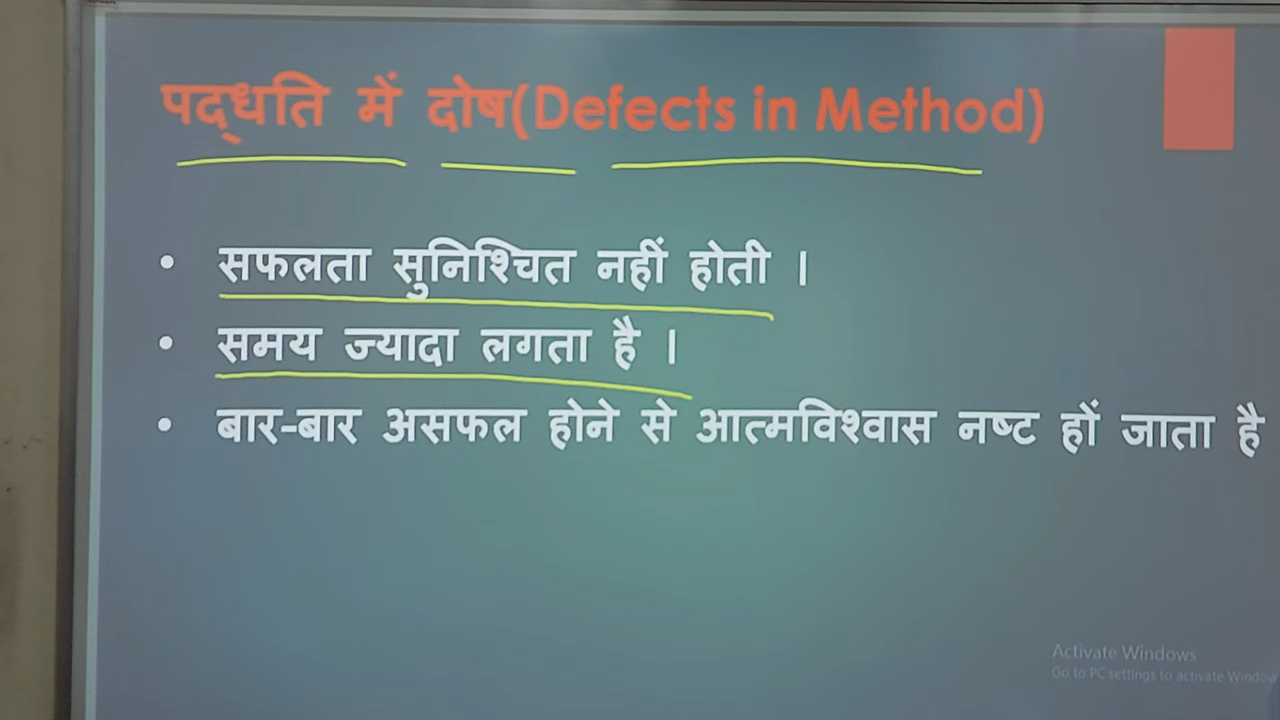 पद्धति में दोष(Defects in Method)
• सफलता सुनिश्चित नहीं होती ।
• समय ज्यादा लगता है ।
• बार-बार असफल होने से आत्मविश्वास नष्ट हों जाता है
Activate Windows
Go to PC settings to activate Window